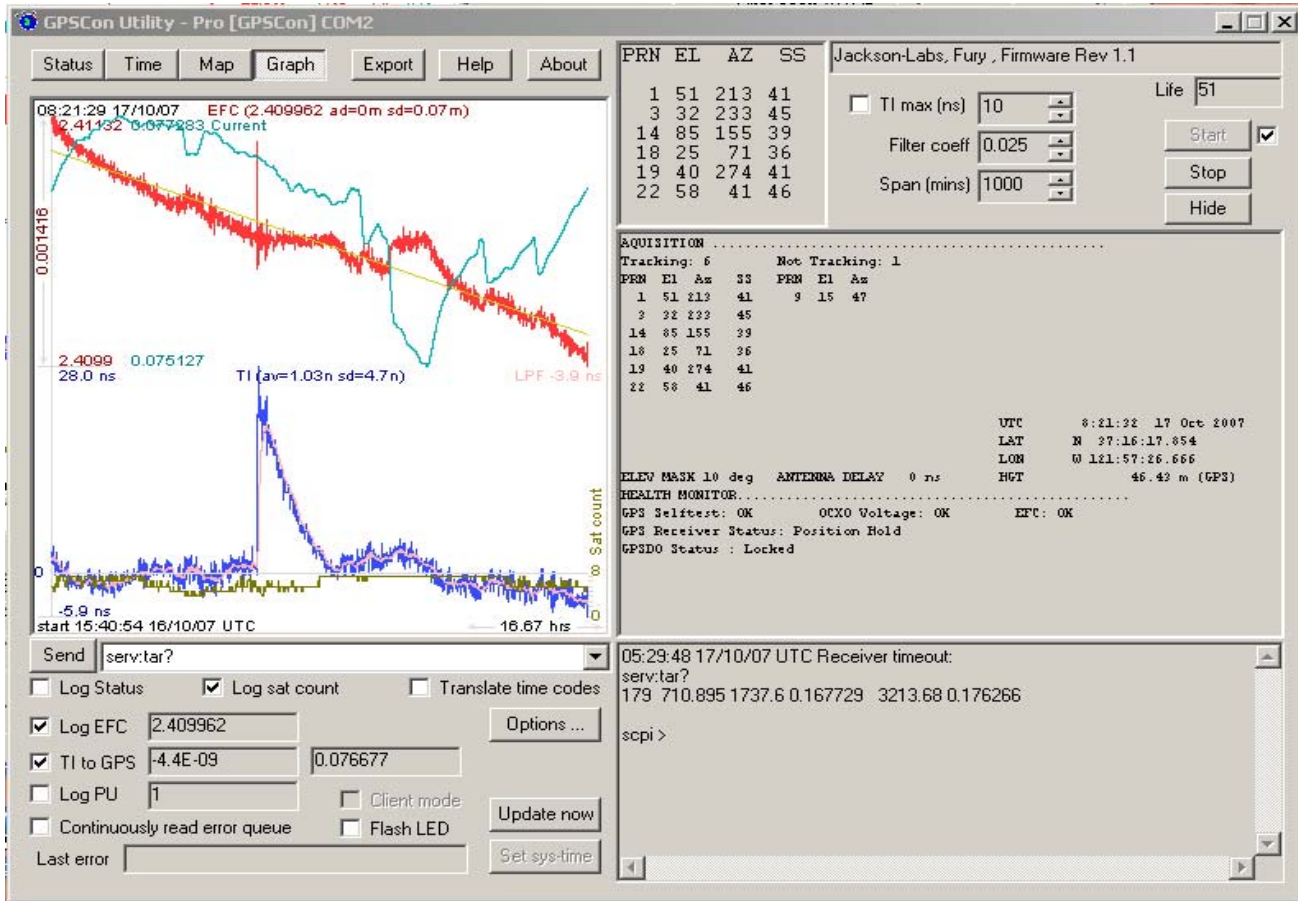 GPSCon Utility - Pro [GPSCon] COM2
Status Time Map Graph Export Help About
08:21:29 17/10/07 EFC (2.409962 ad=0m sd=0.07m)
2.41132 0.077283 Current
0.001416
2.4099 0.075127
28.0 ns TI (av=1.03n sd=4.7n) LPF -3.9 ns
Sat count
0 8
-5.9 ns 0
start 15:40:54 16/10/07 UTC 16.67 hrs
PRN EL AZ SS
1 51 213 41
3 32 233 45
14 85 155 39
18 25 71 36
19 40 274 41
22 58 41 46
Jackson-Labs, Fury , Firmware Rev 1.1
TI max (ns) 10
Filter coeff 0.025
Span (mins) 1000
Life 51
Start
Stop
Hide
AQUISITION ....................................................
Tracking: 6 Not Tracking: 1
PRN El Az SS PRN El Az
1 51 213 41 9 15 47
3 32 233 45
14 85 155 39
18 25 71 36
19 40 274 41
22 58 41 46
UTC 8:21:32 17 Oct 2007
LAT N 37:16:17.854
LON W 121:57:26.666
ELEV MASK 10 deg ANTENNA DELAY 0 ns HGT 46.43 m (GPS)
HEALTH MONITOR.......................................................
GPS Selftest: OK OCXO Voltage: OK EFC: OK
GPS Receiver Status: Position Hold
GPSDO Status : Locked
Send serv:tar?
Log Status Log sat count Translate time codes
Log EFC 2.409962 Options ...
TI to GPS -4.4E-09 0.076677
Log PU 1 Client mode Update now
Continuously read error queue Flash LED
Last error Set sys-time
05:29:48 17/10/07 UTC Receiver timeout:
serv:tar?
179 710.895 1737.6 0.167729 3213.68 0.176266
scpi >